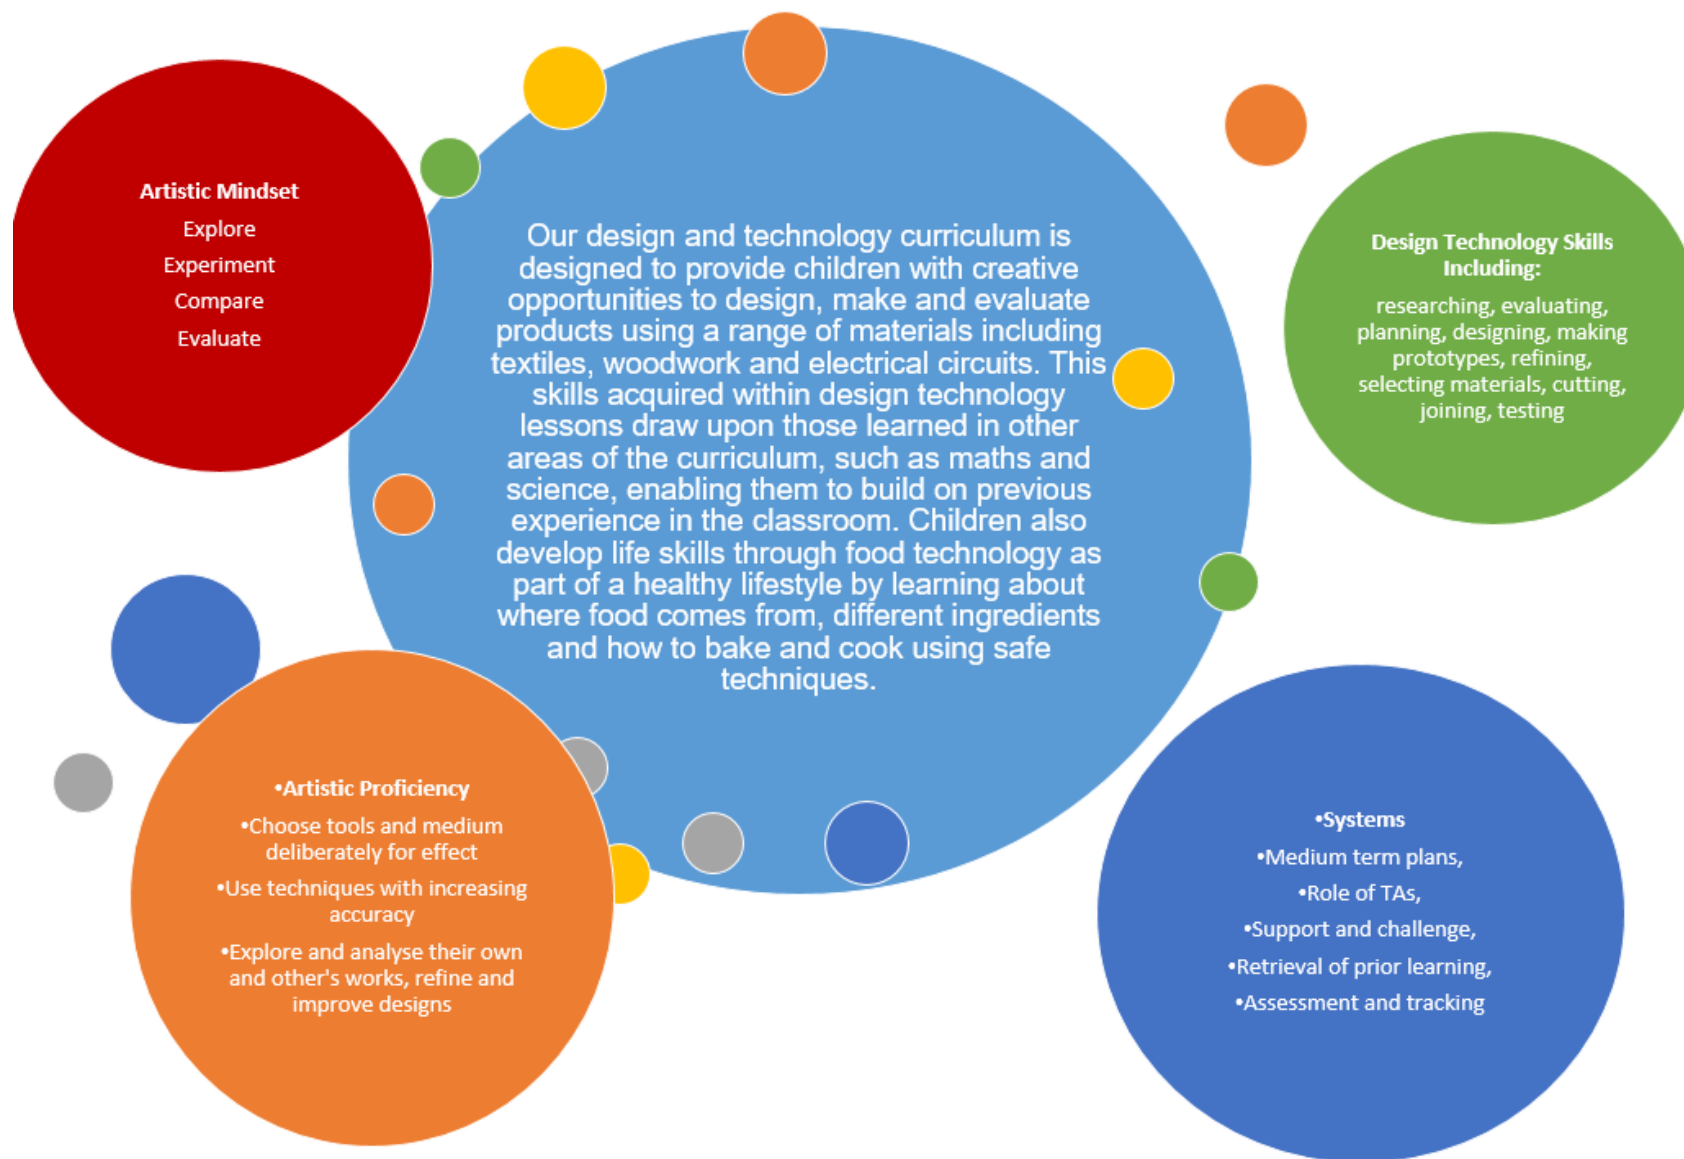 Artistic Mindset
Explore
Experiment
Compare
Evaluate
Our design and technology curriculum is
designed to provide children with creative
opportunities to design, make and evaluate
products using a range of materials including
textiles, woodwork and electrical circuits. This
skills acquired within design technology
lessons draw upon those learned in other
areas of the curriculum, such as maths and
science, enabling them to build on previous
experience in the classroom. Children also
develop life skills through food technology as
part of a healthy lifestyle by learning about
where food comes from, different ingredients
and how to bake and cook using safe
techniques.
Design Technology Skills
Including:
researching, evaluating,
planning, designing, making
prototypes, refining,
selecting materials, cutting,
joining, testing
•Artistic Proficiency
•Choose tools and medium
deliberately for effect
•Use techniques with increasing
accuracy
•Explore and analyse their own
and other's works, refine and
improve designs
•Systems
•Medium term plans,
•Role of TAs,
•Support and challenge,
•Retrieval of prior learning,
•Assessment and tracking